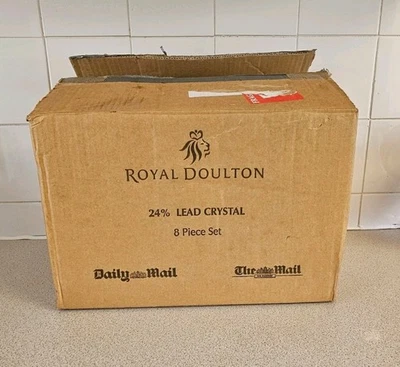 ROYAL DOULTON
24% LEAD CRYSTAL
8 Piece Set
Daily Mail The Mail